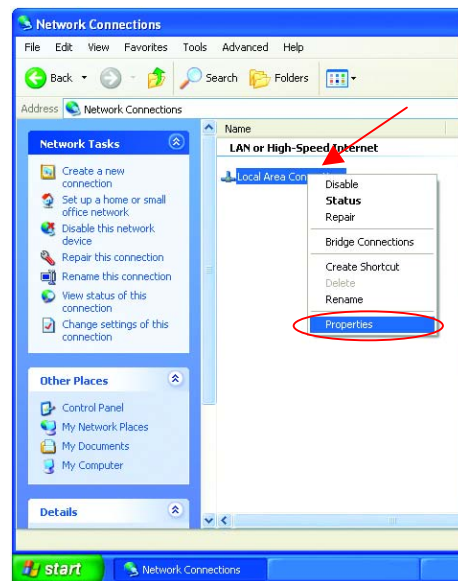 Network Connections
File Edit View Favorites Tools Advanced Help
Back Search Folders
Address Network Connections
Name
Network Tasks
Create a new
connection
Set up a home or small
office network
Disable this network
device
Repair this connection
Rename this connection
View status of this
connection
Change settings of this
connection
Other Places
Control Panel
My Network Places
My Documents
My Computer
Details
LAN or High-Speed Internet
Local Area
Disable
Status
Repair
Bridge Connections
Create Shortcut
Delete
Rename
Properties
start Network Connections